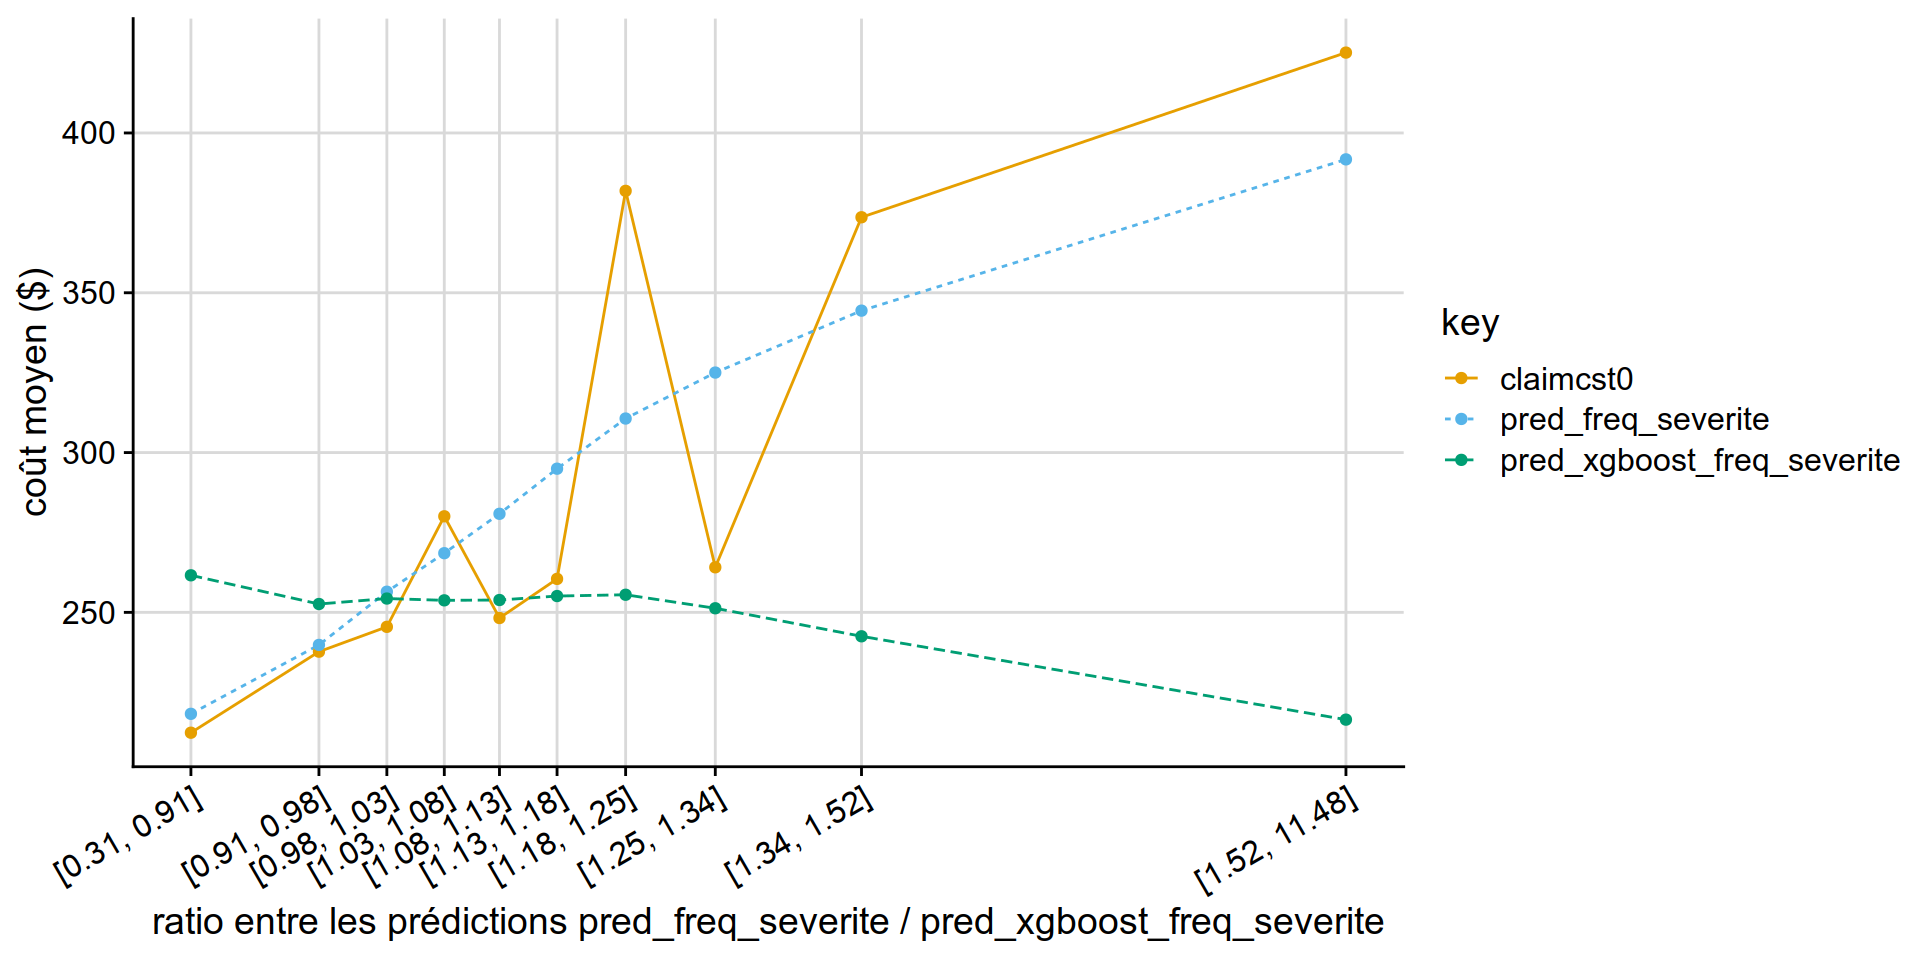 coût moyen ($)
400
350
300
250
[0.31, 0.91]
[0.91, 0.98]
[0.98, 1.03]
[1.03, 1.08]
[1.08, 1.13]
[1.13, 1.18]
[1.18, 1.25]
[1.25, 1.34]
[1.34, 1.52]
[1.52, 11.48]
ratio entre les prédictions pred_freq_severite / pred_xgboost_freq_severite
key
claimcst0
pred_freq_severite
pred_xgboost_freq_severite